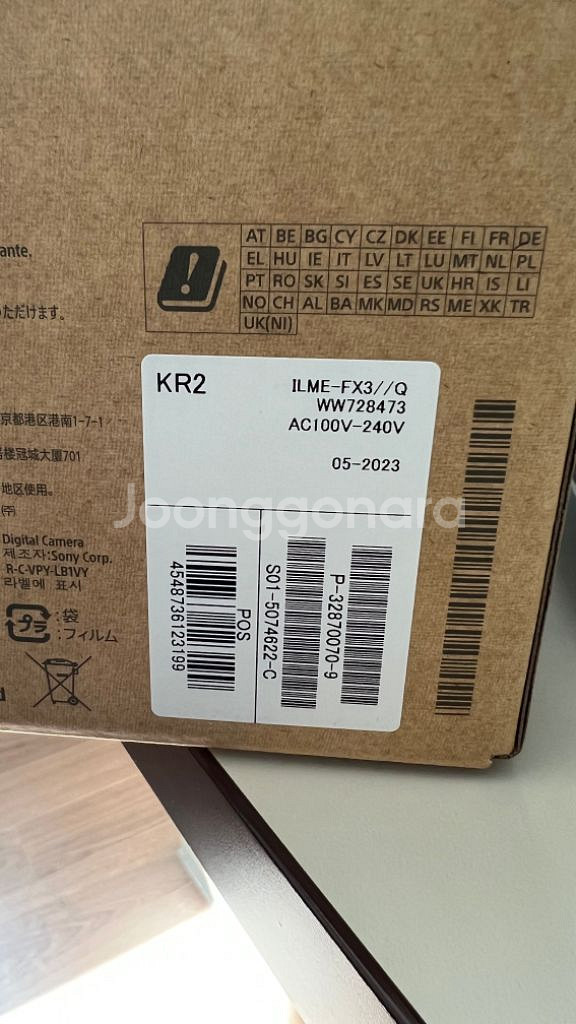 AT BE BG CY CZ DK EE FI FR DE
EL HU IE IT LV LT LU MT NL PL
PT RO SK SI ES SE UK HR IS LI
NO CH AL BA MK MD RS ME XK TR
UK(NI)
ante.
ただけます。
京都港区港南1-7-1
楼冠城大厦701
地区使用。
㈜
Digital Camera
제조자:Sony Corp.
R-C-VPY-LB1VY
라벨에 표시
プラ
:袋
:フィルム
KR2
ILME-FX3//Q
WW728473
AC100V-240V
05-2023
Joonggonara
POS
4548736123199
S01-5074622-C
P-32870070-9